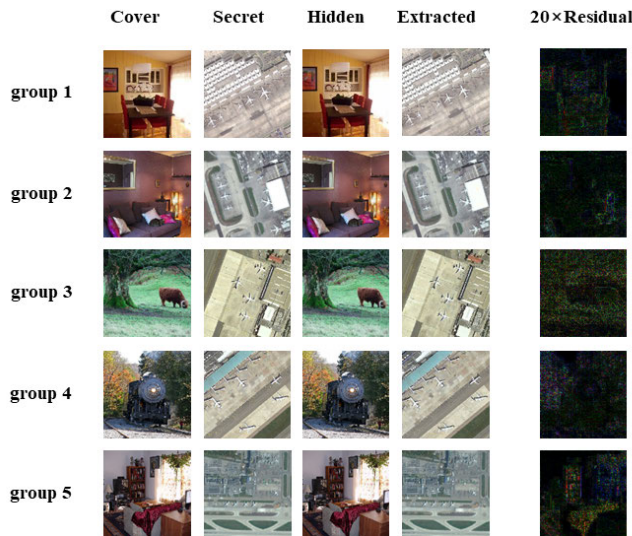 Cover Secret Hidden Extracted 20×Residual
group 1
group 2
group 3
group 4
group 5